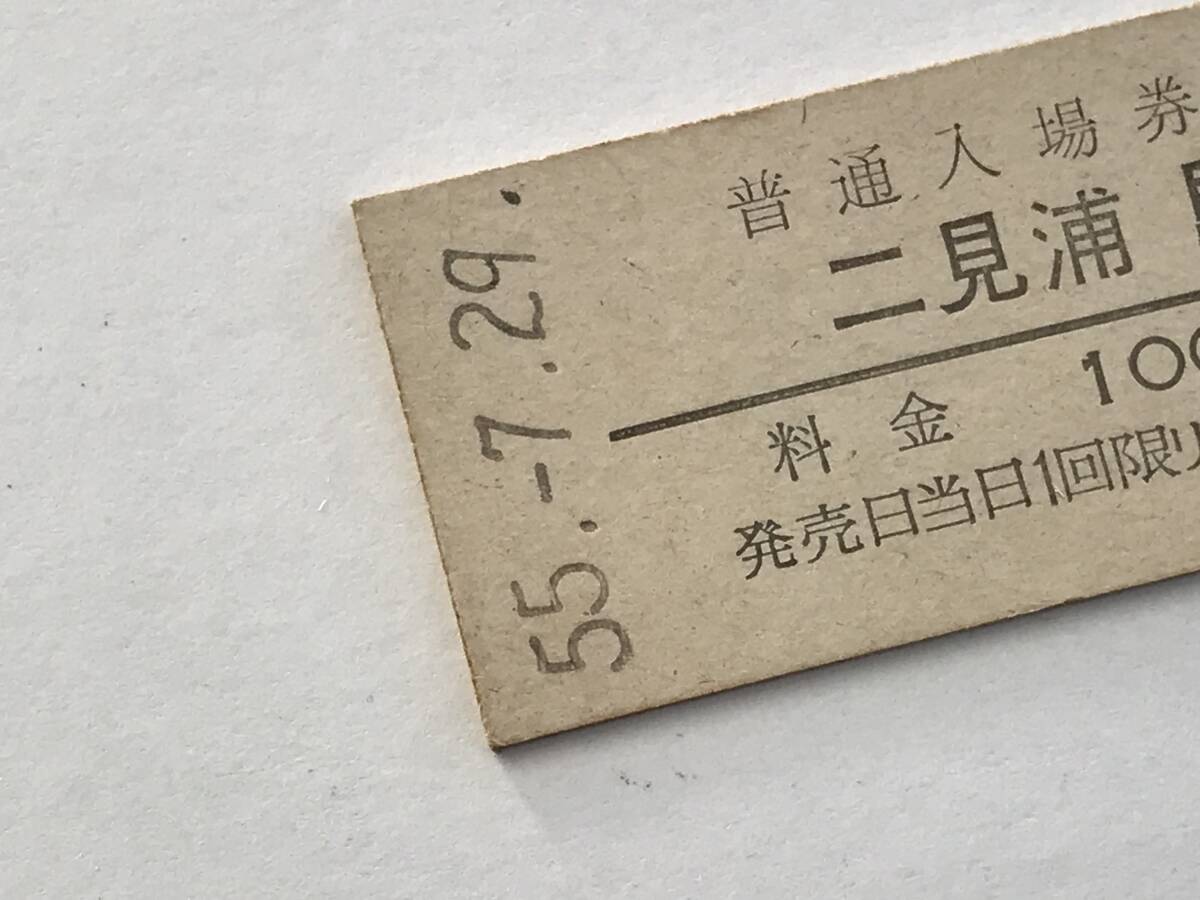 普通入場券
二見浦
料金 100
発売日当日1回限り
55.-7.29.